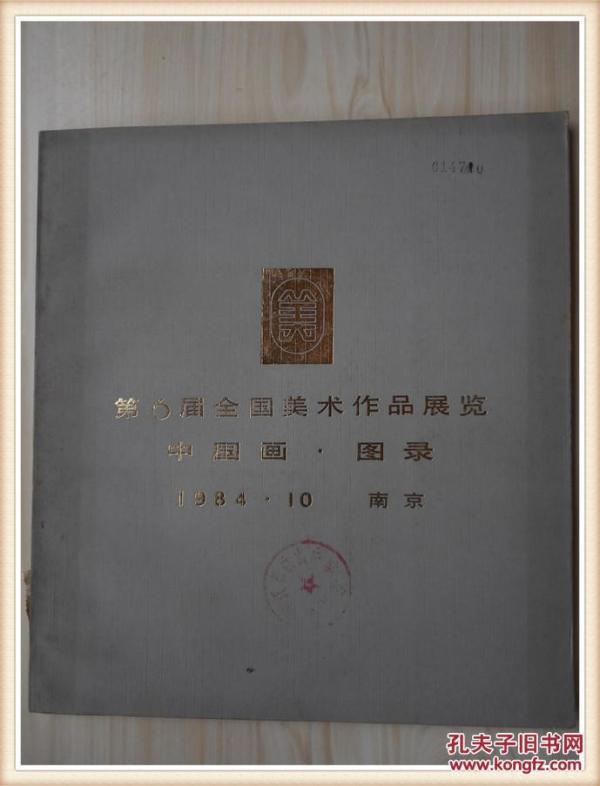 美
第6届全国美术作品展览
中国画·图录
1984·10 南京
孔夫子旧书网
www.kongfz.com